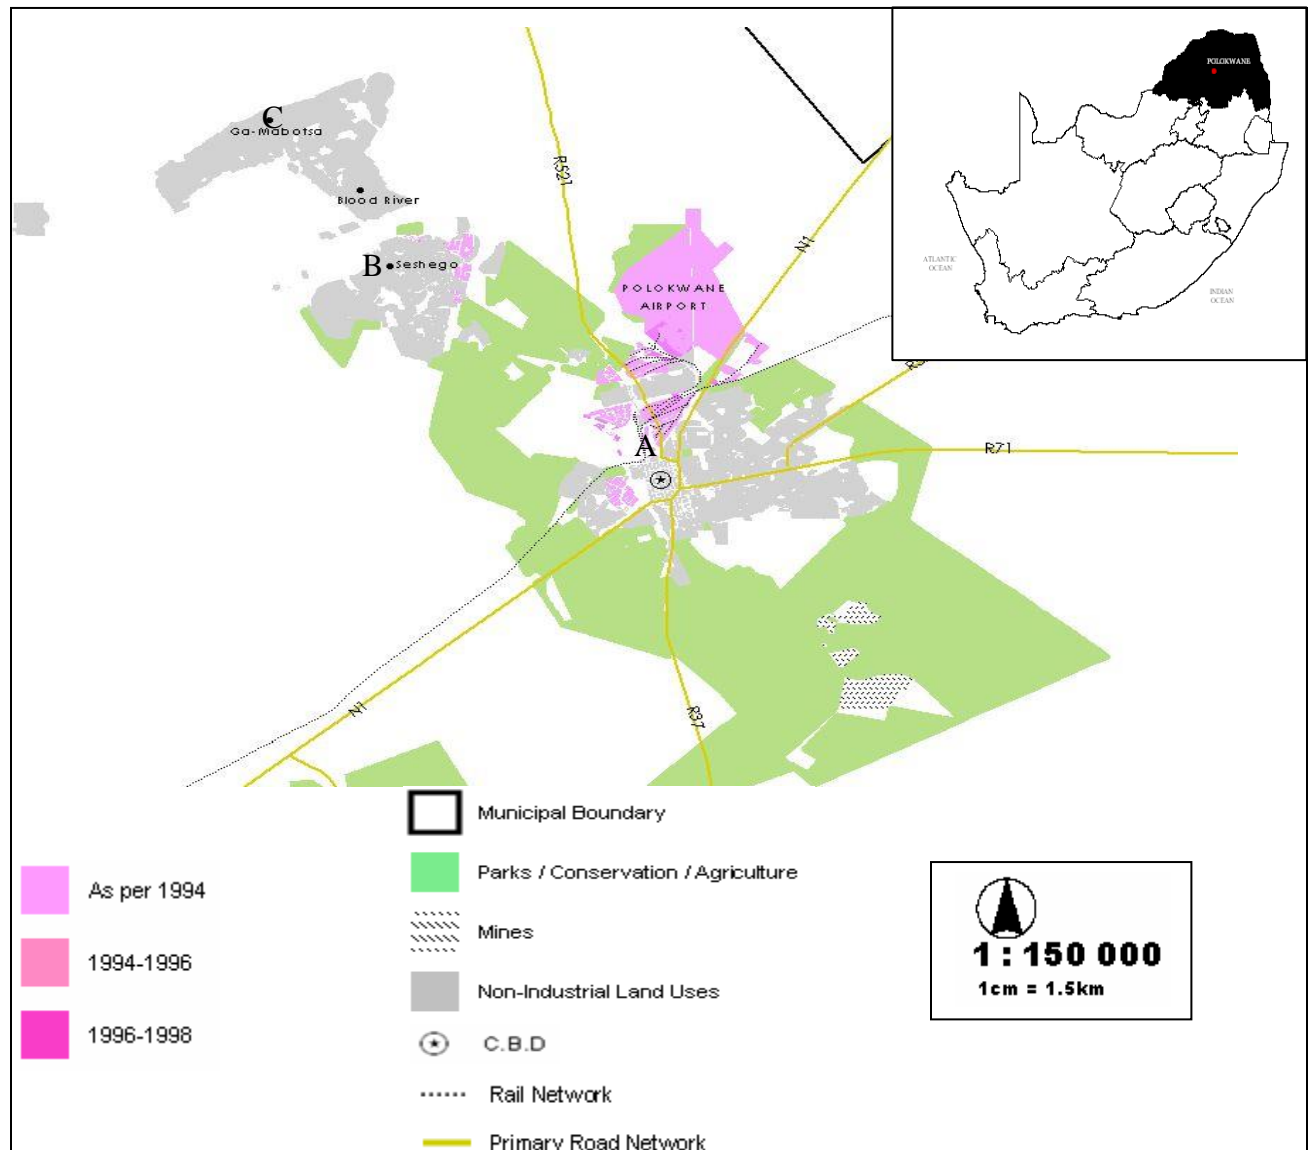 POLOKWANE
ATLANTIC
OCEAN
INDIAN
OCEAN
C
Ga-Mabotsa
Blood River
B
Seshego
R521
N1
POLOKWANE
AIRPORT
A
R71
N1
R37
Municipal Boundary
Parks / Conservation / Agriculture
Mines
Non-Industrial Land Uses
C.B.D
Rail Network
Primary Road Network
As per 1994
1994-1996
1996-1998
1 : 150 000
1cm = 1.5km